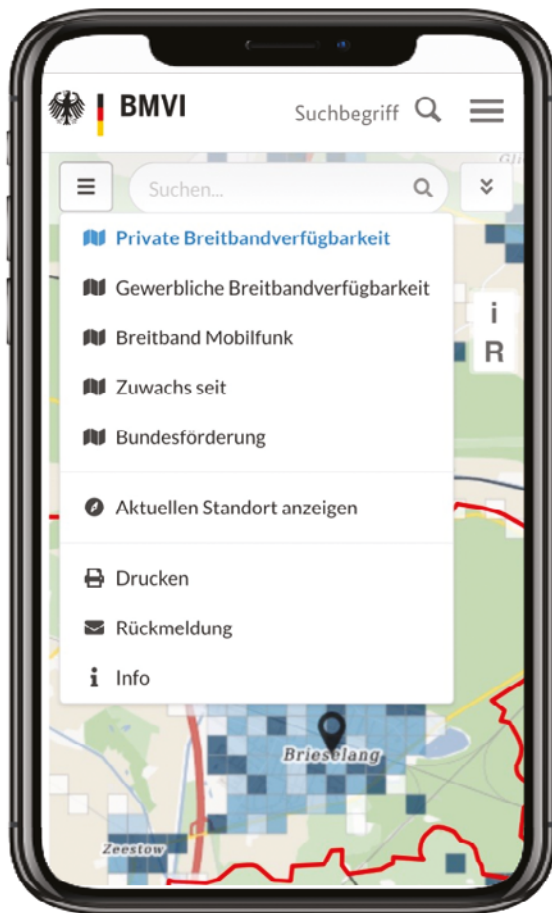 BMVI
Suchbegriff
Suchen...
Private Breitbandverfügbarkeit
Gewerbliche Breitbandverfügbarkeit
i
Breitband Mobilfunk
R
Zuwachs seit
Bundesförderung
Aktuellen Standort anzeigen
Drucken
Rückmeldung
i Info
Brieselang
Zeestow